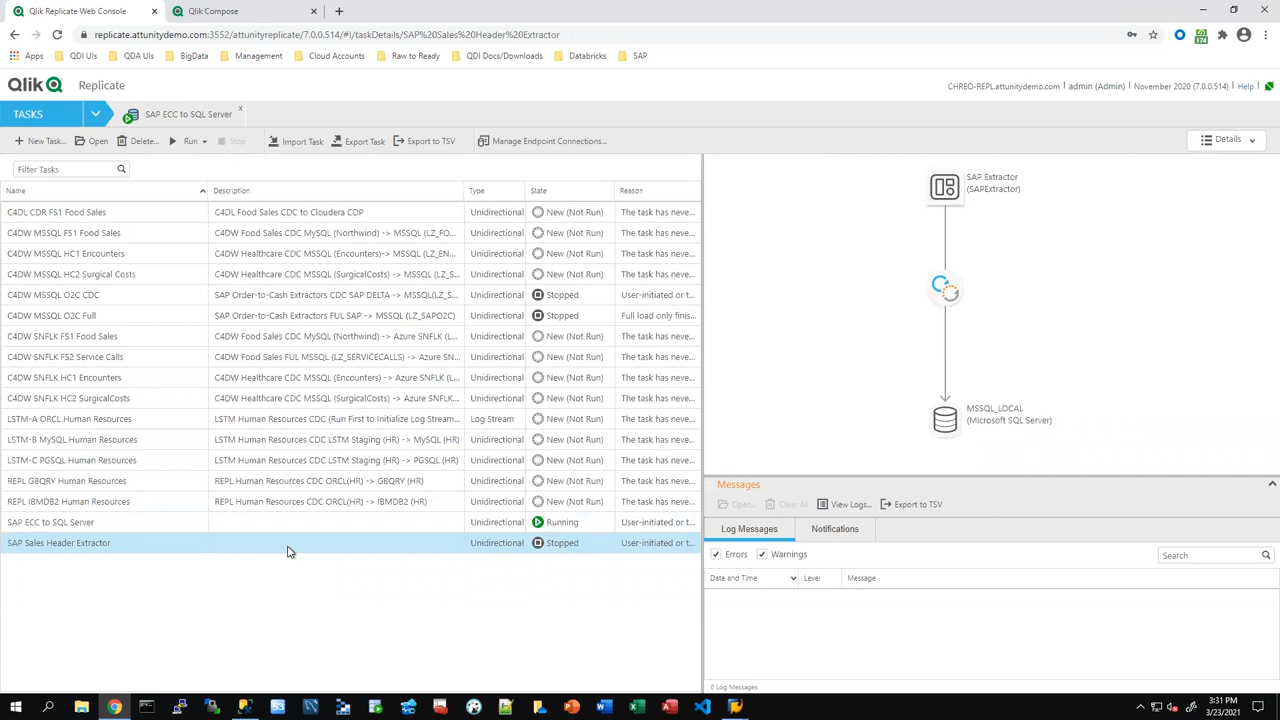 Qlik Replicate Web Console
Qlik Compose
replicate.attunitydemo.com:3552/attunityreplicate/7.0.0.514/#!/taskDetails/SAP%20Sales%20Header%20Extractor
Apps QDI UIs QDA UIs BigData Management Cloud Accounts Raw to Ready QDI Docs/Downloads Databricks SAP
Qlik Replicate
CHREO-REPL.attunitydemo.com admin (Admin) November 2020 (7.0.0.514) Help
TASKS SAP ECC to SQL Server x
New Task... Open Delete... Run Stop Import Task Export Task Export to TSV Manage Endpoint Connections... Details
Filter Tasks
Name Description Type State Reason
C4DL CDR FS1 Food Sales C4DL Food Sales CDC to Cloudera CDP Unidirectional New (Not Run) The task has neve...
C4DW MSSQL FS1 Food Sales C4DW Food Sales CDC MySQL (Northwind) -> MSSQL (LZ_FO... Unidirectional New (Not Run) The task has neve...
C4DW MSSQL HC1 Encounters C4DW Healthcare CDC MSSQL (Encounters)-> MSSQL (LZ_EN... Unidirectional New (Not Run) The task has neve...
C4DW MSSQL HC2 Surgical Costs C4DW Healthcare CDC MSSQL (SurgicalCosts) -> MSSQL (LZ_S... Unidirectional New (Not Run) The task has neve...
C4DW MSSQL O2C CDC SAP Order-to-Cash Extractors CDC SAP DELTA -> MSSQL(LZ_S... Unidirectional Stopped User-initiated or t...
C4DW MSSQL O2C Full SAP Order-to-Cash Extractors FUL SAP -> MSSQL (LZ_SAPO2C) Unidirectional Stopped Full load only finis...
C4DW SNFLK FS1 Food Sales C4DW Food Sales CDC MySQL (Northwind) -> Azure SNFLK (L... Unidirectional New (Not Run) The task has neve...
C4DW SNFLK FS2 Service Calls C4DW Food Sales FUL MSSQL (LZ_SERVICECALLS) -> Azure SN... Unidirectional New (Not Run) The task has neve...
C4DW SNFLK HC1 Encounters C4DW Healthcare CDC MSSQL (Encounters) -> Azure SNFLK (L... Unidirectional New (Not Run) The task has neve...
C4DW SNFLK HC2 SurgicalCosts C4DW Healthcare CDC MSSQL (SurgicalCosts) -> Azure SNFLK... Unidirectional New (Not Run) The task has neve...
LSTM-A ORCL Human Resources LSTM Human Resources CDC (Run First to Initialize Log Stream... Log Stream New (Not Run) The task has neve...
LSTM-B MySQL Human Resources LSTM Human Resources CDC LSTM Staging (HR) -> MySQL (HR) Unidirectional New (Not Run) The task has neve...
LSTM-C PGSQL Human Resources LSTM Human Resources CDC LSTM Staging (HR) -> PGSQL (HR) Unidirectional New (Not Run) The task has neve...
REPL GBQRY Human Resources REPL Human Resources CDC ORCL(HR) -> GBQRY (HR) Unidirectional New (Not Run) The task has neve...
REPL IBMDB2 Human Resources REPL Human Resources CDC ORCL(HR) -> IBMDB2 (HR) Unidirectional New (Not Run) The task has neve...
SAP ECC to SQL Server Unidirectional Running User-initiated or t...
SAP Sales Header Extractor Unidirectional Stopped User-initiated or t...
SAP Extractor
(SAPExtractor)
MSSQL_LOCAL
(Microsoft SQL Server)
Messages
Open... Clear All View Logs... Export to TSV
Log Messages Notifications
Errors Warnings Search
Date and Time Level Message
0 Log Messages
3:31 PM
3/23/2021